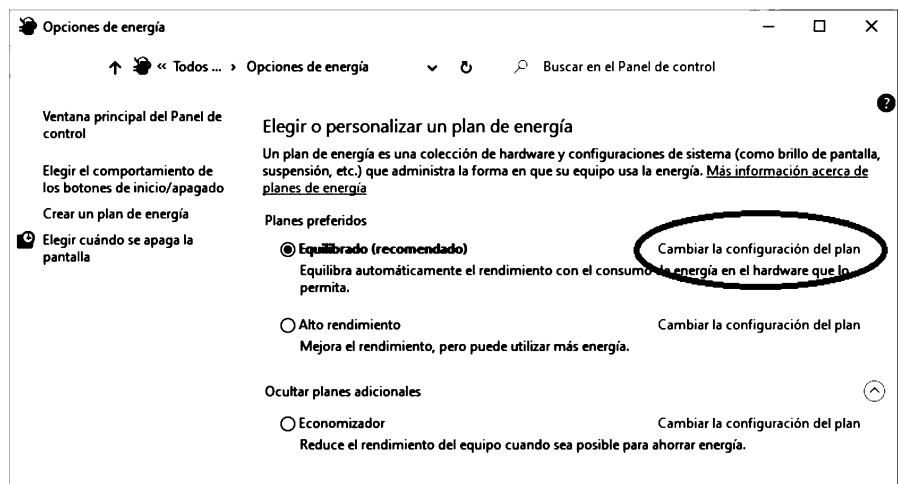 Opciones de energía
« Todos ... › Opciones de energía
Buscar en el Panel de control
Ventana principal del Panel de
control
Elegir el comportamiento de
los botones de inicio/apagado
Crear un plan de energía
Elegir cuándo se apaga la
pantalla
?
Elegir o personalizar un plan de energía
Un plan de energía es una colección de hardware y configuraciones de sistema (como brillo de pantalla,
suspensión, etc.) que administra la forma en que su equipo usa la energía. Más información acerca de
planes de energía
Planes preferidos
Equilibrado (recomendado) Cambiar la configuración del plan
Equilibra automáticamente el rendimiento con el consumo de energía en el hardware que lo
permita.
Alto rendimiento Cambiar la configuración del plan
Mejora el rendimiento, pero puede utilizar más energía.
Ocultar planes adicionales
Economizador Cambiar la configuración del plan
Reduce el rendimiento del equipo cuando sea posible para ahorrar energía.